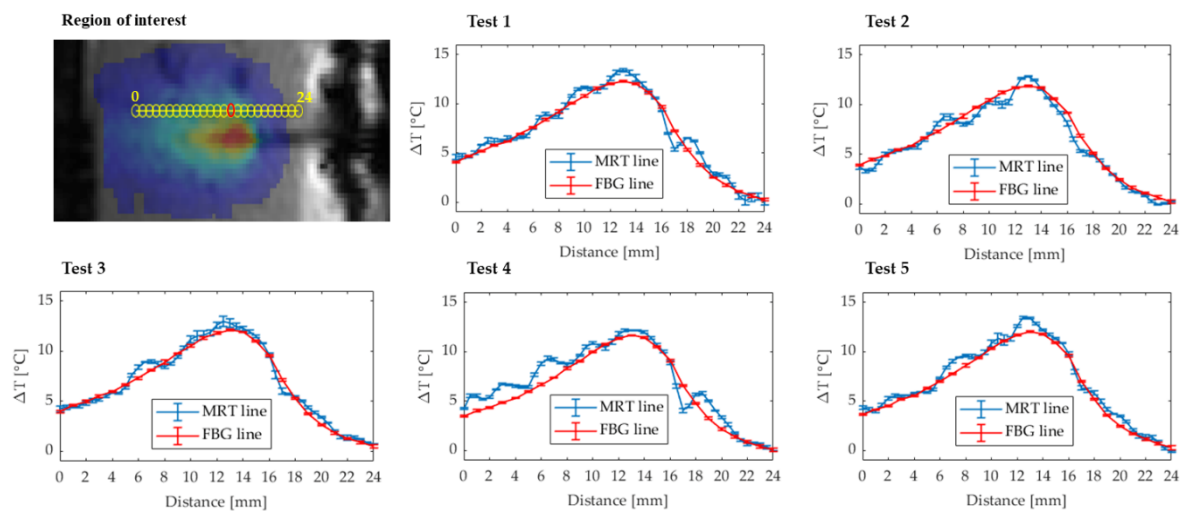 Region of interest
0
0
24
Test 1
15
10
5
0
ΔT [°C]
MRT line
FBG line
0 2 4 6 8 10 12 14 16 18 20 22 24
Distance [mm]
Test 2
15
10
5
0
ΔT [°C]
MRT line
FBG line
0 2 4 6 8 10 12 14 16 18 20 22 24
Distance [mm]
Test 3
15
10
5
0
ΔT [°C]
MRT line
FBG line
0 2 4 6 8 10 12 14 16 18 20 22 24
Distance [mm]
Test 4
15
10
5
0
ΔT [°C]
MRT line
FBG line
0 2 4 6 8 10 12 14 16 18 20 22 24
Distance [mm]
Test 5
15
10
5
0
ΔT [°C]
MRT line
FBG line
0 2 4 6 8 10 12 14 16 18 20 22 24
Distance [mm]